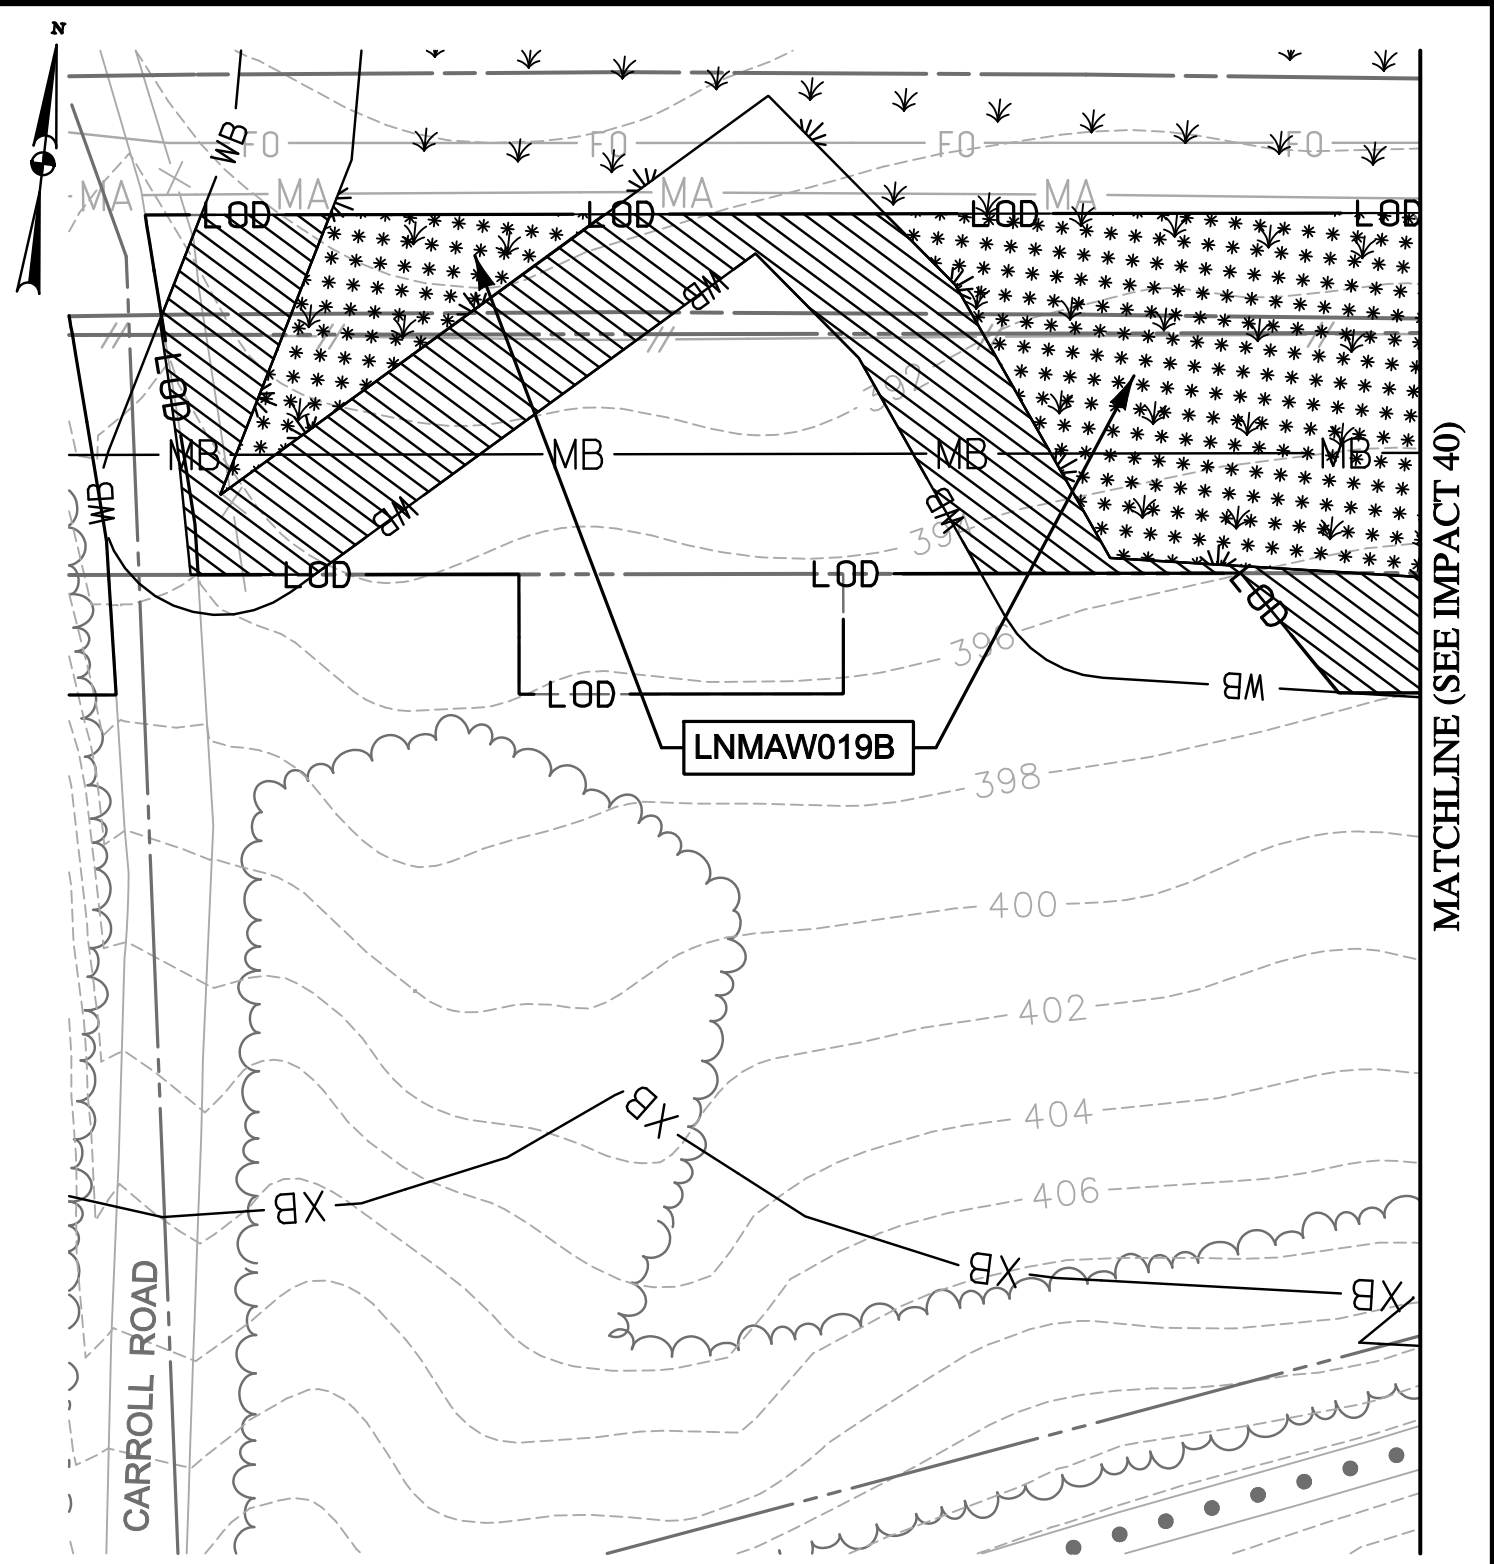 N
WB
FO FO FO FO
MA MA MA MA
LOD LOD LOD LOD
WB
// // // // //
LOD
392
MB MB MB MB
WB
WB
WB
394
LOD LOD
LOD
396
WB
LOD
LNMAW019B
398
MATCHLINE (SEE IMPACT 40)
400
402
404
XB
406
XB
XB
XB
CARROLL ROAD